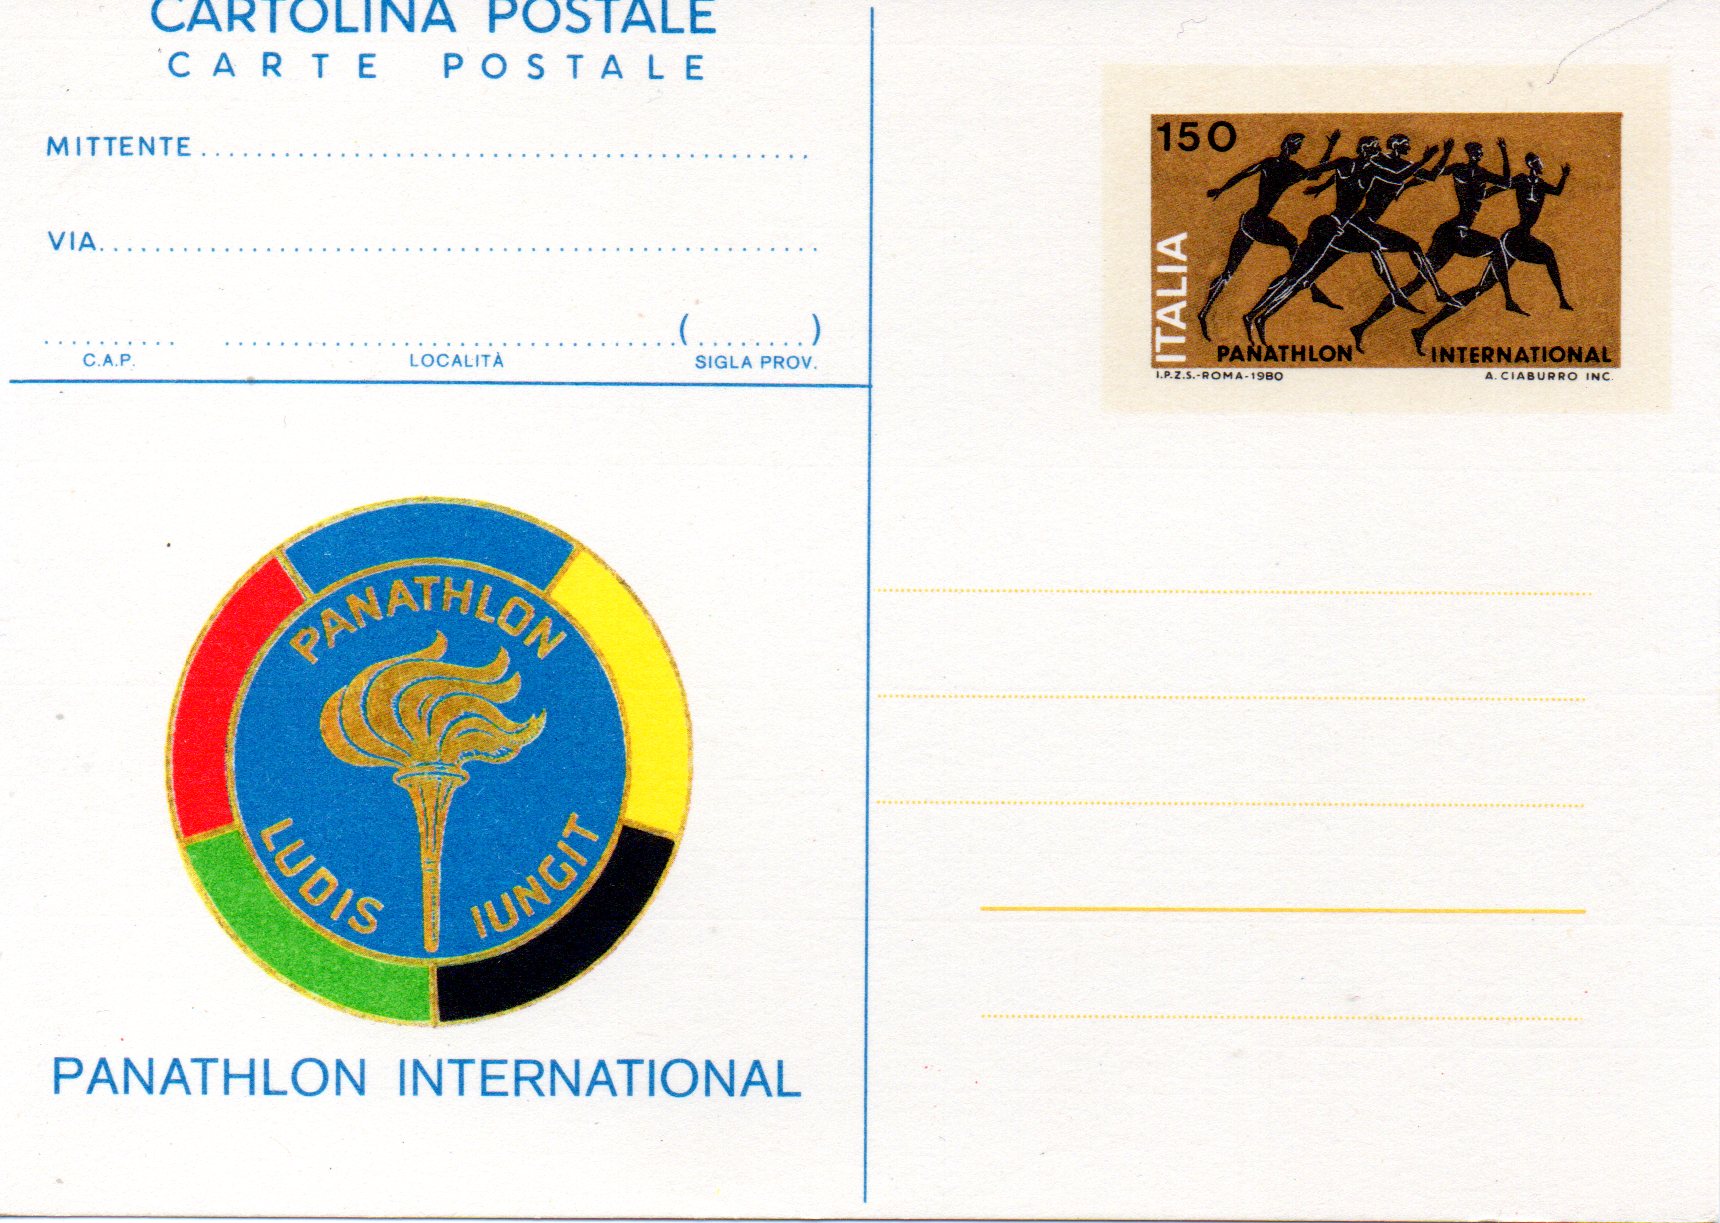 CARTOLINA POSTALE
CARTE POSTALE
MITTENTE
VIA
( )
C.A.P. LOCALITÀ SIGLA PROV.
PANATHLON
LUDIS IUNGIT
PANATHLON INTERNATIONAL
150
ITALIA
PANATHLON INTERNATIONAL
I.P.Z.S.-ROMA-1980 A. CIABURRO INC.